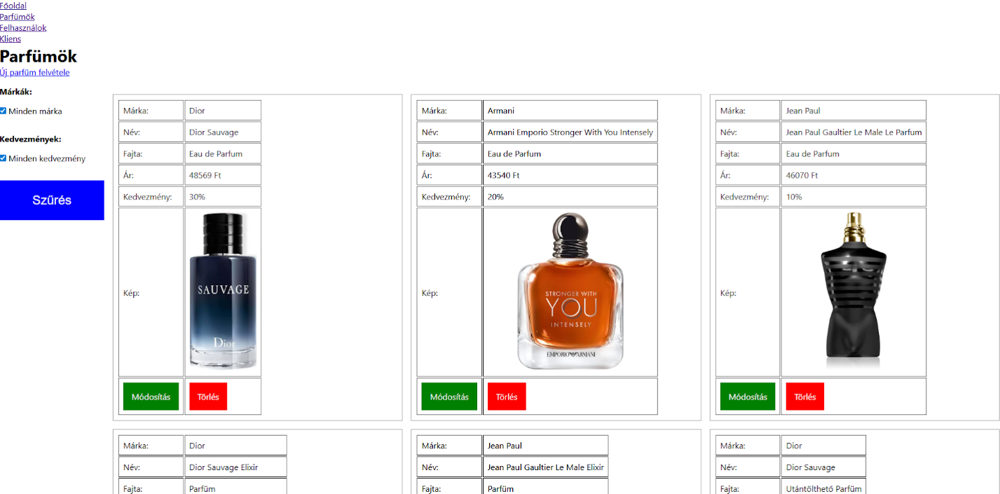 Főoldal
Parfümök
Felhasználok
Kliens
Parfümök
Új parfüm felvétele
Márkák:
Minden márka
Kedvezmények:
Minden kedvezmény
Szűrés
Márka: Dior
Név: Dior Sauvage
Fajta: Eau de Parfum
Ár: 48569 Ft
Kedvezmény: 30%
Kép:
SAUVAGE
Dior
Módosítás Törlés
Márka: Armani
Név: Armani Emporio Stronger With You Intensely
Fajta: Eau de Parfum
Ár: 43540 Ft
Kedvezmény: 20%
Kép:
STRONGER WITH
YOU
INTENSELY
EMPORIO ARMANI
Módosítás Törlés
Márka: Jean Paul
Név: Jean Paul Gaultier Le Male Le Parfum
Fajta: Eau de Parfum
Ár: 46070 Ft
Kedvezmény: 10%
Kép:
Módosítás Törlés
Márka: Dior
Név: Dior Sauvage Elixir
Fajta: Parfüm
Márka: Jean Paul
Név: Jean Paul Gaultier Le Male Elixir
Fajta: Parfüm
Márka: Dior
Név: Dior Sauvage
Fajta: Utántölthető Parfüm